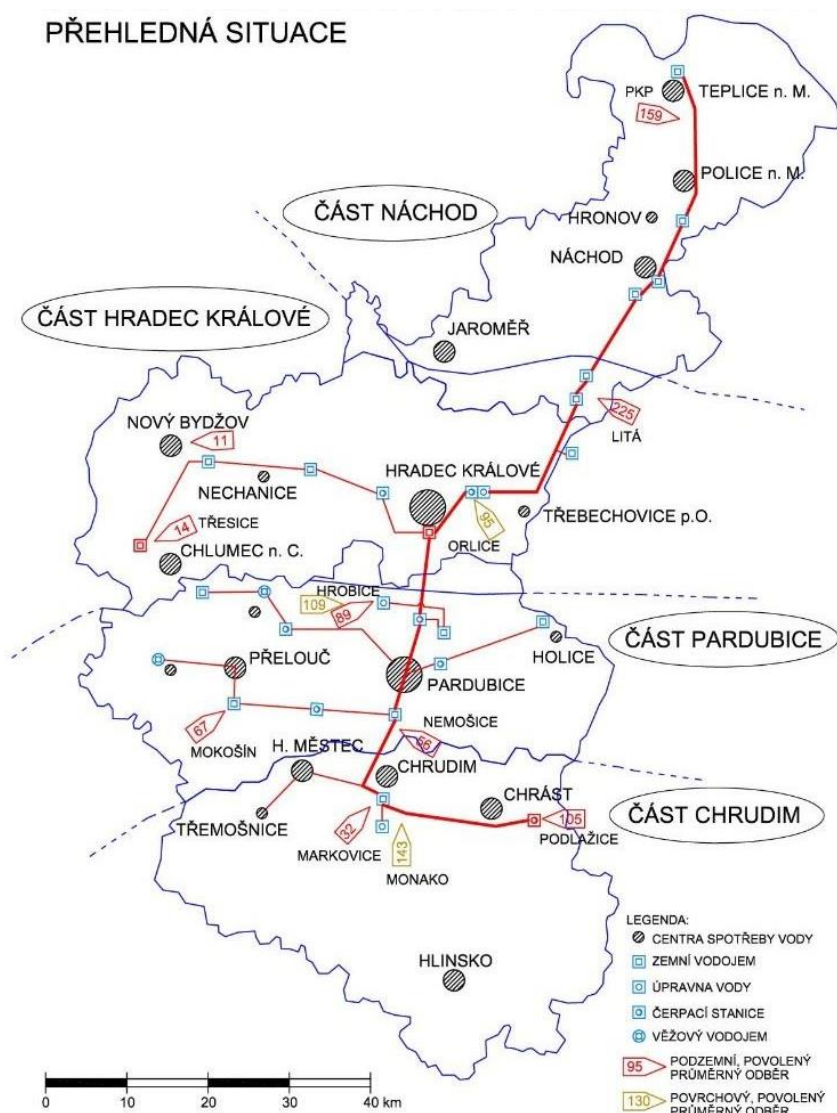 PŘEHLEDNÁ SITUACE
PKP
TEPLICE n. M.
159
POLICE n. M.
ČÁST NÁCHOD
HRONOV
NÁCHOD
ČÁST HRADEC KRÁLOVÉ
JAROMĚŘ
NOVÝ BYDŽOV
11
225
LITÁ
HRADEC KRÁLOVÉ
NECHANICE
95
TŘEBECHOVICE p.O.
14
TŘESICE
ORLICE
CHLUMEC n. C.
HROBICE
109
89
ČÁST PARDUBICE
HOLICE
PŘELOUČ
PARDUBICE
67
MOKOŠÍN
NEMOŠICE
66
H. MĚSTEC
CHRUDIM
CHRÁST
ČÁST CHRUDIM
TŘEMOŠNICE
32
105
PODLAŽICE
MARKOVICE
143
MONAKO
HLINSKO
LEGENDA:
CENTRA SPOTŘEBY VODY
ZEMNÍ VODOJEM
ÚPRAVNA VODY
ČERPACÍ STANICE
VĚŽOVÝ VODOJEM
95 PODZEMNÍ, POVOLENÝ
PRŮMĚRNÝ ODBĚR
130 POVRCHOVÝ, POVOLENÝ
PRŮMĚRNÝ ODBĚR
0 10 20 30 40 km